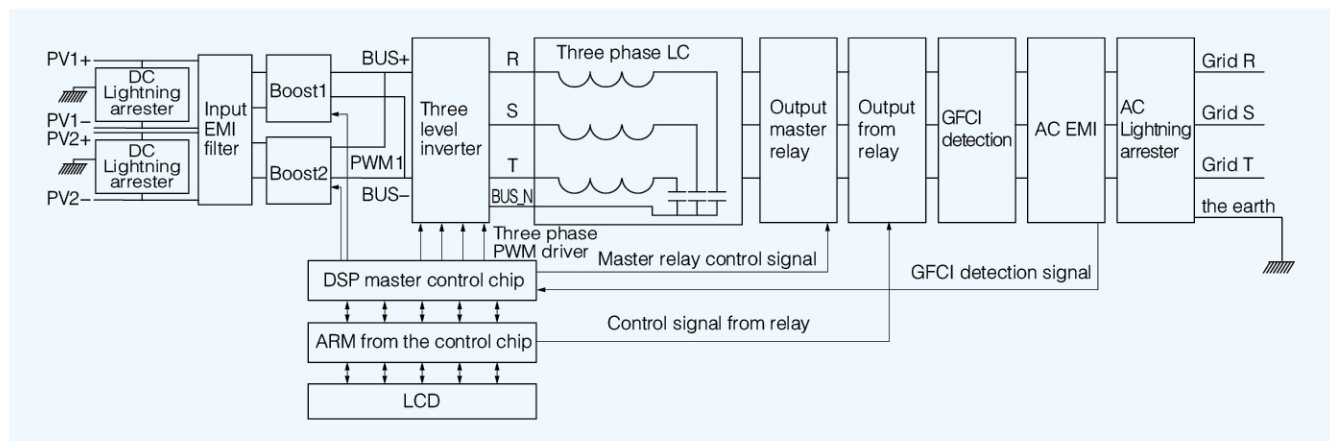 PV1+
DC
Lightning
arrester
PV1−
PV2+
DC
Lightning
arrester
PV2−
Input
EMI
filter
Boost1
Boost2
BUS+
PWM1
BUS−
Three
level
inverter
R
S
T
BUS_N
Three phase LC
Output
master
relay
Output
from
relay
GFCI
detection
AC EMI
AC
Lightning
arrester
Grid R
Grid S
Grid T
the earth
Three phase
PWM driver
Master relay control signal
GFCI detection signal
DSP master control chip
Control signal from relay
ARM from the control chip
LCD